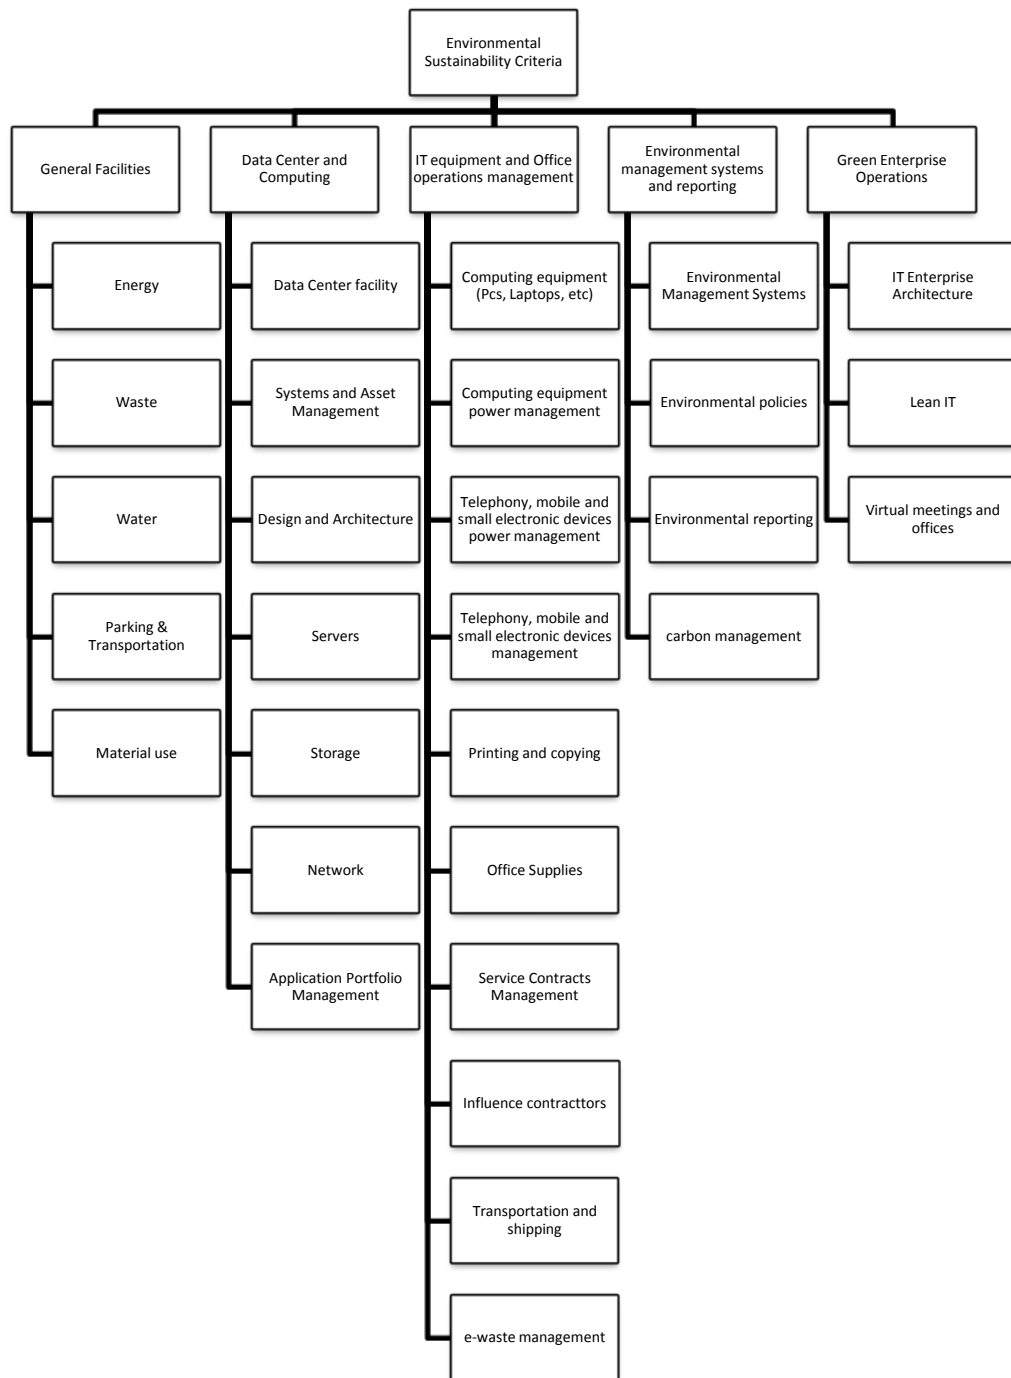 Environmental
Sustainability Criteria
General Facilities
Data Center and
Computing
IT equipment and Office
operations management
Environmental
management systems
and reporting
Green Enterprise
Operations
Energy
Waste
Water
Parking &
Transportation
Material use
Data Center facility
Systems and Asset
Management
Design and Architecture
Servers
Storage
Network
Application Portfolio
Management
Computing equipment
(Pcs, Laptops, etc)
Computing equipment
power management
Telephony, mobile and
small electronic devices
power management
Telephony, mobile and
small electronic devices
management
Printing and copying
Office Supplies
Service Contracts
Management
Influence contracttors
Transportation and
shipping
e-waste management
Environmental
Management Systems
Environmental policies
Environmental reporting
carbon management
IT Enterprise
Architecture
Lean IT
Virtual meetings and
offices